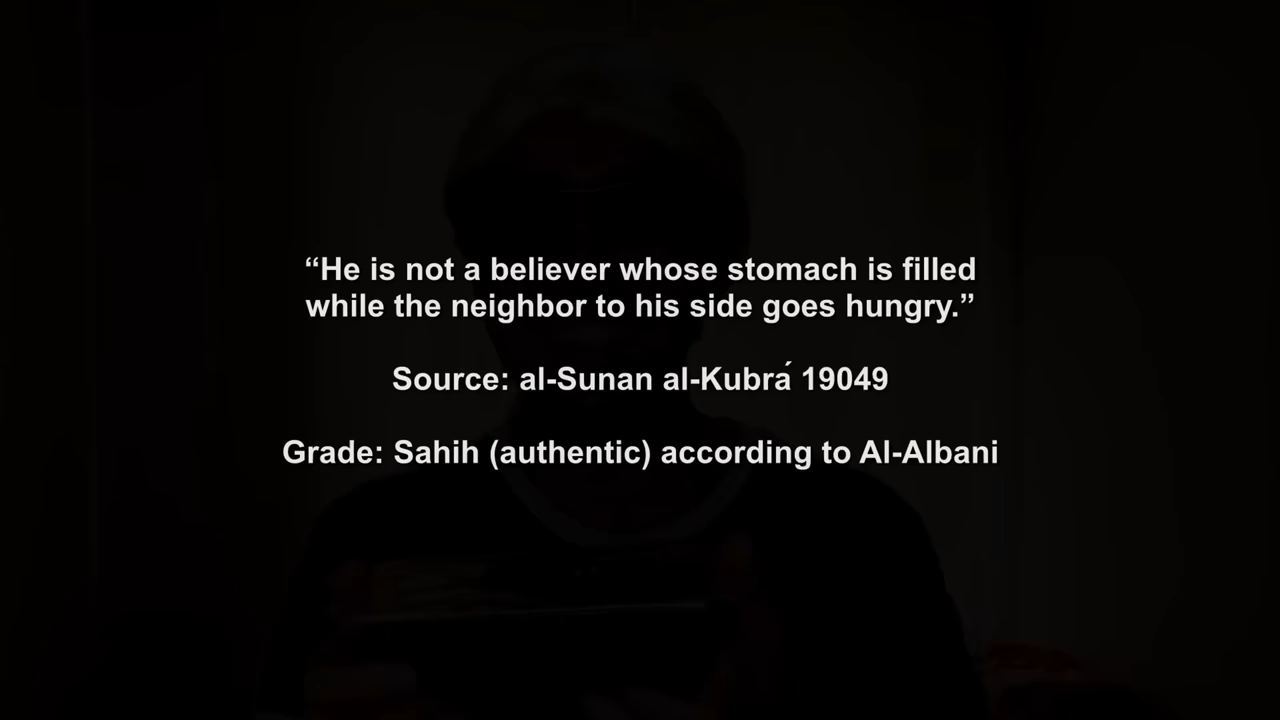 “He is not a believer whose stomach is filled
while the neighbor to his side goes hungry.”
Source: al-Sunan al-Kubrá 19049
Grade: Sahih (authentic) according to Al-Albani